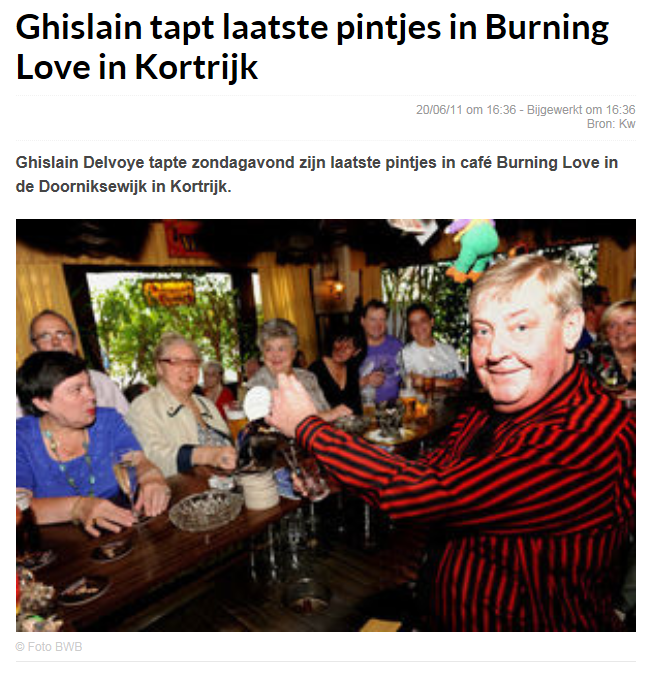 Ghislain tapt laatste pintjes in Burning
Love in Kortrijk
20/06/11 om 16:36 - Bijgewerkt om 16:36
Bron: Kw
Ghislain Delvoye tapte zondagavond zijn laatste pintjes in café Burning Love in
de Doorniksewijk in Kortrijk.
© Foto BWB